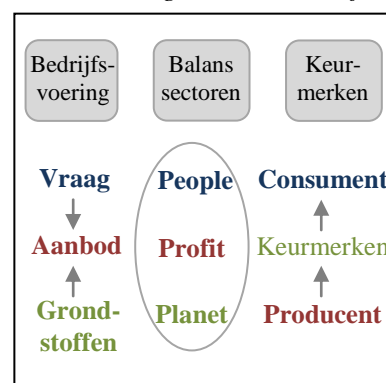 Bedrijfs-
voering
Balans
sectoren
Keur-
merken
Vraag People Consument
Aanbod Profit Keurmerken
Grond-
stoffen
Planet Producent